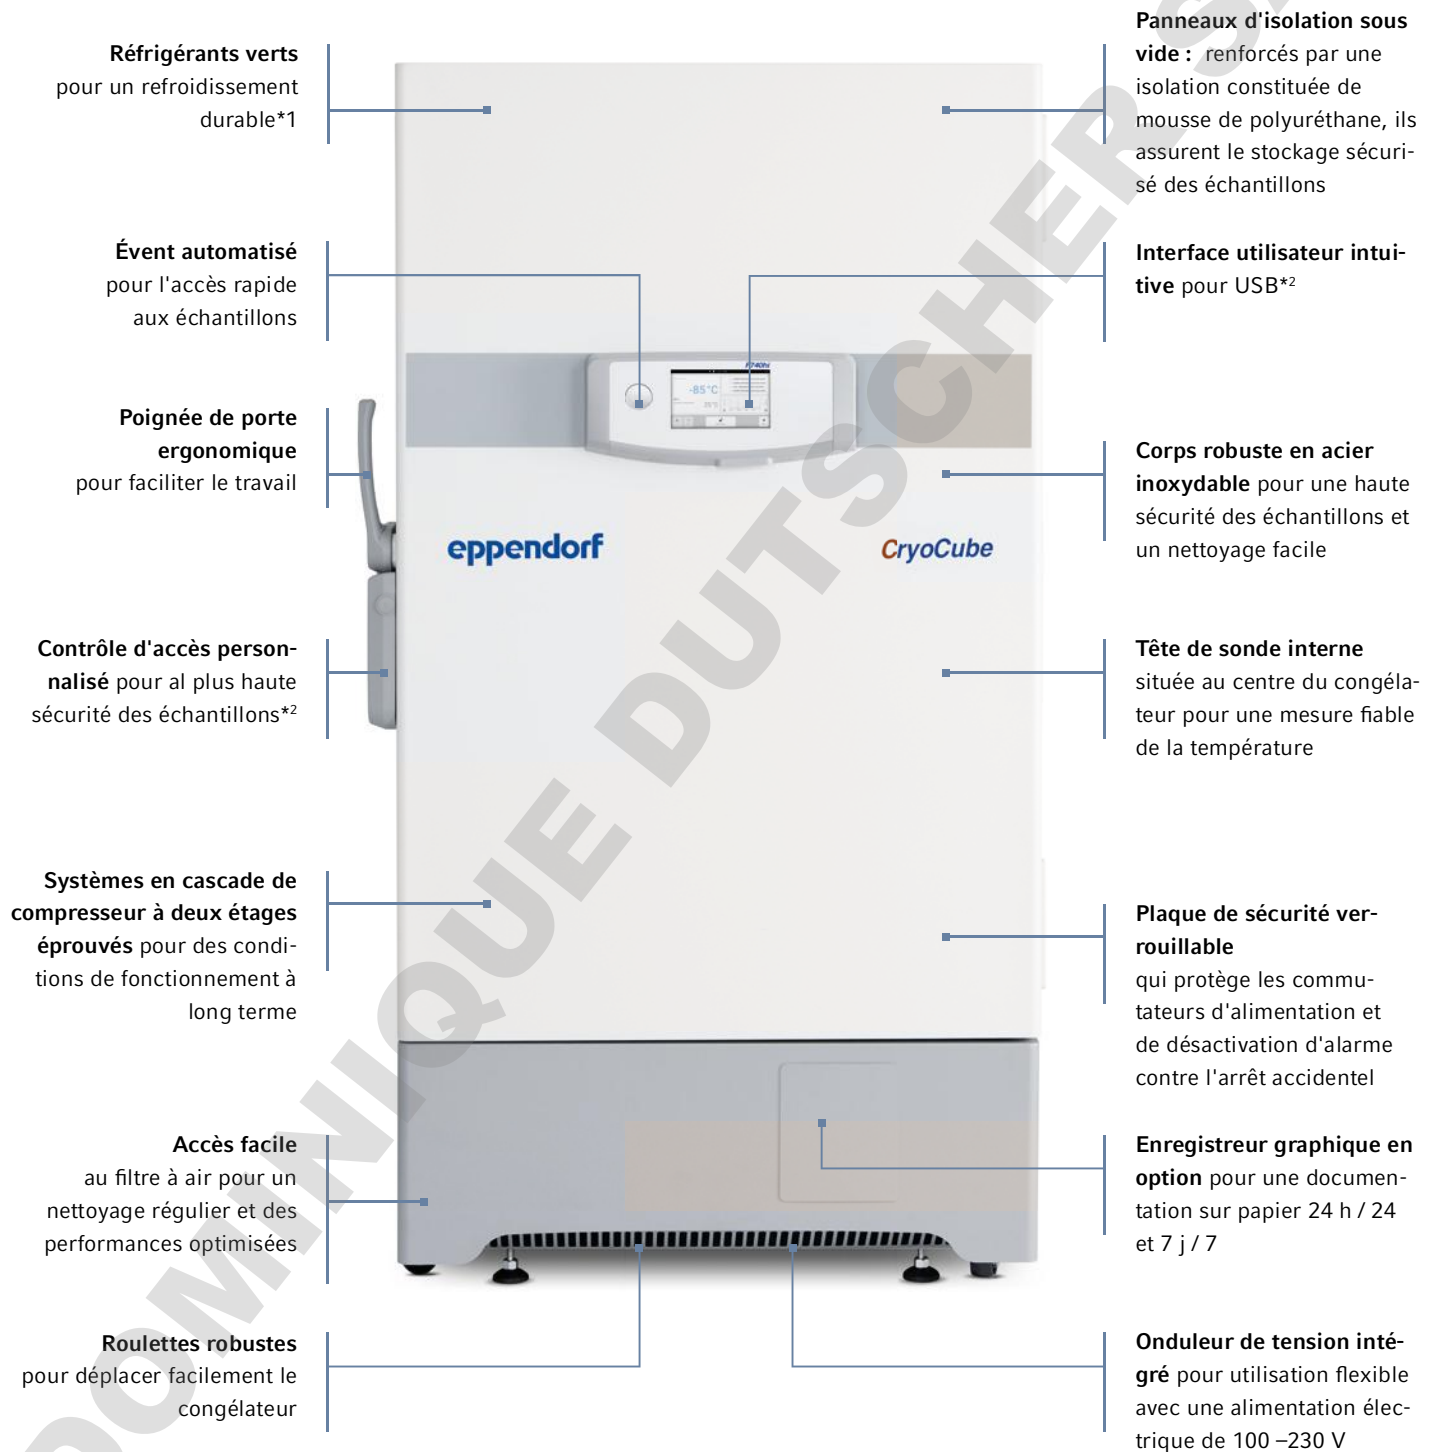 Réfrigérants verts
pour un refroidissement
durable*1
Évent automatisé
pour l'accès rapide
aux échantillons
Poignée de porte
ergonomique
pour faciliter le travail
Contrôle d'accès person-
nalisé pour al plus haute
sécurité des échantillons*2
Systèmes en cascade de
compresseur à deux étages
éprouvés pour des condi-
tions de fonctionnement à
long terme
Accès facile
au filtre à air pour un
nettoyage régulier et des
performances optimisées
Roulettes robustes
pour déplacer facilement le
congélateur
F740hi
-85°C
eppendorf
CryoCube
Panneaux d'isolation sous
vide : renforcés par une
isolation constituée de
mousse de polyuréthane, ils
assurent le stockage sécuri-
sé des échantillons
Interface utilisateur intui-
tive pour USB*2
Corps robuste en acier
inoxydable pour une haute
sécurité des échantillons et
un nettoyage facile
Tête de sonde interne
située au centre du congéla-
teur pour une mesure fiable
de la température
Plaque de sécurité ver-
rouillable
qui protège les commu-
tateurs d'alimentation et
de désactivation d'alarme
contre l'arrêt accidentel
Enregistreur graphique en
option pour une documen-
tation sur papier 24 h / 24
et 7 j / 7
Onduleur de tension inté-
gré pour utilisation flexible
avec une alimentation élec-
trique de 100 –230 V
DOMINIQUE DUTSCHER